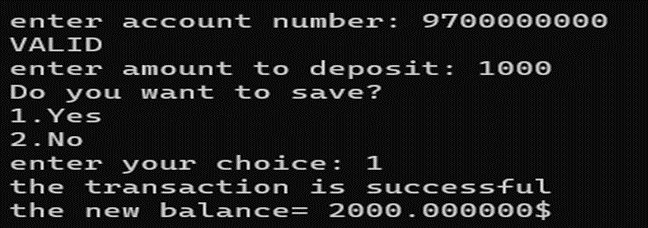 enter account number: 9700000000
VALID
enter amount to deposit: 1000
Do you want to save?
1.Yes
2.No
enter your choice: 1
the transaction is successful
the new balance= 2000.000000$